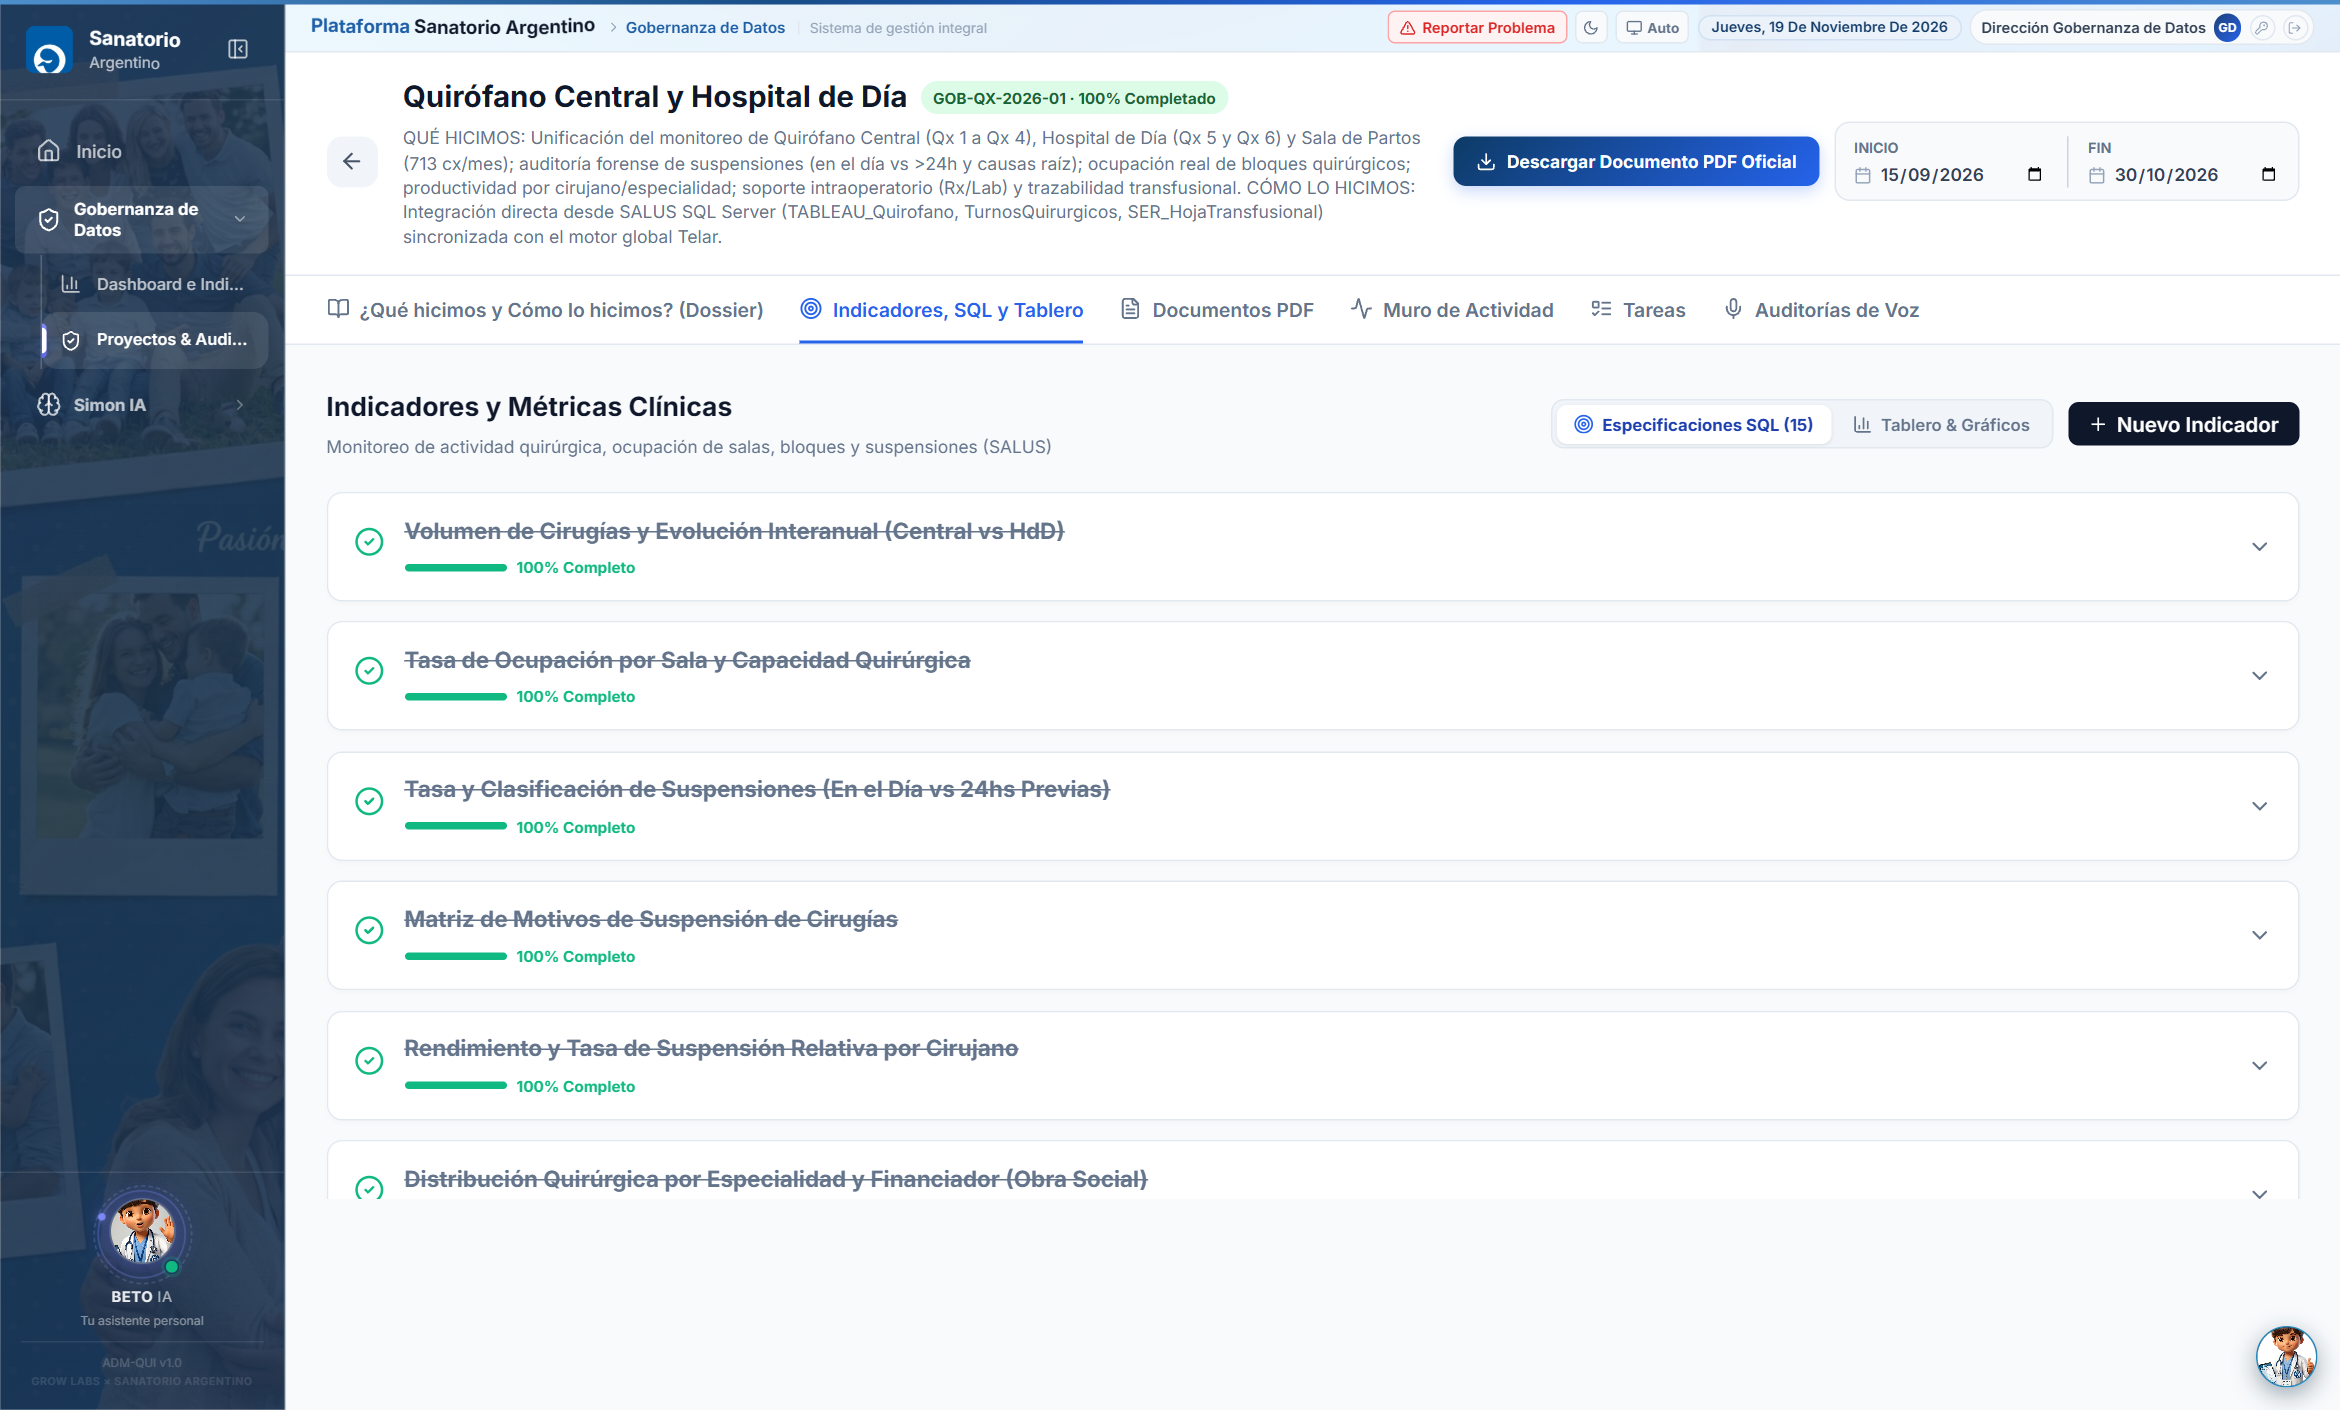 Sanatorio
Argentino
Inicio
Gobernanza de
Datos
Dashboard e Indi...
Proyectos & Audi...
Simon IA
Pasión
BETO IA
Tu asistente personal
ADM-QUI v1.0
GROW LABS × SANATORIO ARGENTINO
Plataforma Sanatorio Argentino
Gobernanza de Datos
Sistema de gestión integral
Reportar Problema
Auto
Jueves, 19 De Noviembre De 2026
Dirección Gobernanza de Datos
GD
Quirófano Central y Hospital de Día
GOB-QX-2026-01 · 100% Completado
QUÉ HICIMOS: Unificación del monitoreo de Quirófano Central (Qx 1 a Qx 4), Hospital de Día (Qx 5 y Qx 6) y Sala de Partos
(713 cx/mes); auditoría forense de suspensiones (en el día vs >24h y causas raíz); ocupación real de bloques quirúrgicos;
productividad por cirujano/especialidad; soporte intraoperatorio (Rx/Lab) y trazabilidad transfusional. CÓMO LO HICIMOS:
Integración directa desde SALUS SQL Server (TABLEAU_Quirofano, TurnosQuirurgicos, SER_HojaTransfusional)
sincronizada con el motor global Telar.
Descargar Documento PDF Oficial
INICIO
15/09/2026
FIN
30/10/2026
¿Qué hicimos y Cómo lo hicimos? (Dossier)
Indicadores, SQL y Tablero
Documentos PDF
Muro de Actividad
Tareas
Auditorías de Voz
Indicadores y Métricas Clínicas
Monitoreo de actividad quirúrgica, ocupación de salas, bloques y suspensiones (SALUS)
Especificaciones SQL (15)
Tablero & Gráficos
+ Nuevo Indicador
Volumen de Cirugías y Evolución Interanual (Central vs HdD)
100% Completo
Tasa de Ocupación por Sala y Capacidad Quirúrgica
100% Completo
Tasa y Clasificación de Suspensiones (En el Día vs 24hs Previas)
100% Completo
Matriz de Motivos de Suspensión de Cirugías
100% Completo
Rendimiento y Tasa de Suspensión Relativa por Cirujano
100% Completo
Distribución Quirúrgica por Especialidad y Financiador (Obra Social)